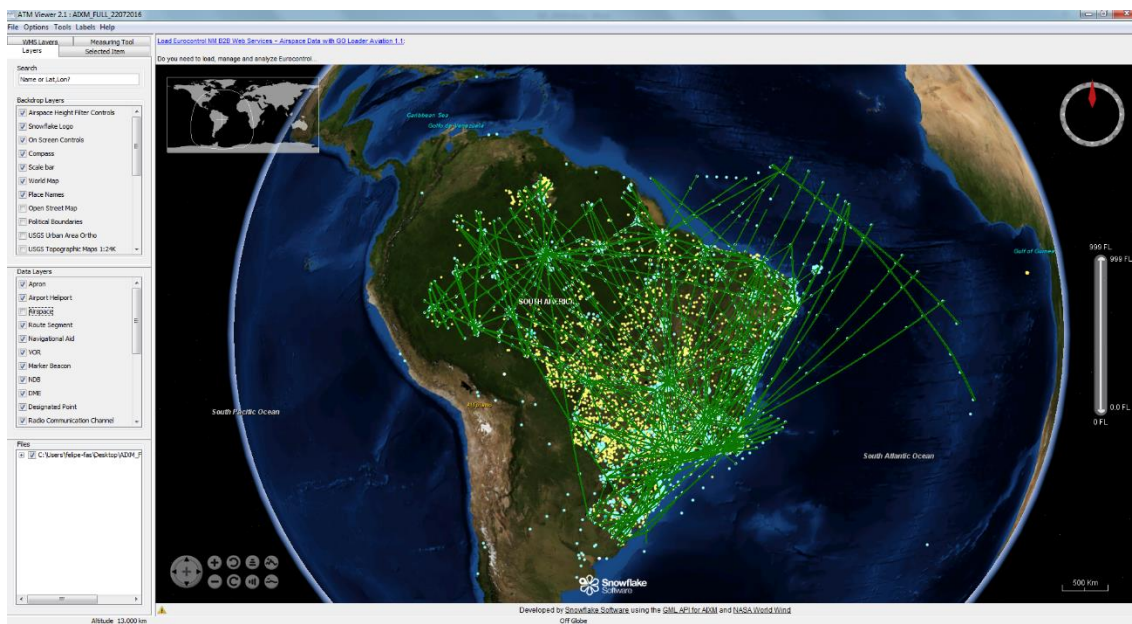 ATM Viewer 2.1 : AIXM_FULL_22072016
File Options Tools Labels Help
WMS Layers Measuring Tool
Layers Selected Item
Search
Name or Lat,Lon?
Backdrop Layers
Airspace Height Filter Controls
Snowflake Logo
On Screen Controls
Compass
Scale bar
World Map
Place Names
Open Street Map
Political Boundaries
USGS Urban Area Ortho
USGS Topographic Maps 1:24K
Data Layers
Apron
Airport Heliport
Airspace
Route Segment
Navigational Aid
VOR
Marker Beacon
NDB
DME
Designated Point
Radio Communication Channel
Files
C:\Users\felipe-fas\Desktop\AIXM_F
Altitude 13.000 km
Load Eurocontrol NM B2B Web Services - Airspace Data with GO Loader Aviation 1.1:
Do you need to load, manage and analyze Eurocontrol...
Caribbean Sea
Golfo de Venezuela
Gulf of Guinea
999 FL
999 FL
SOUTH AMERICA
South Pacific Ocean
South Atlantic Ocean
0.0 FL
0 FL
Snowflake
Software
500 Km
Developed by Snowflake Software using the GML API for AIXM and NASA World Wind
Off Globe